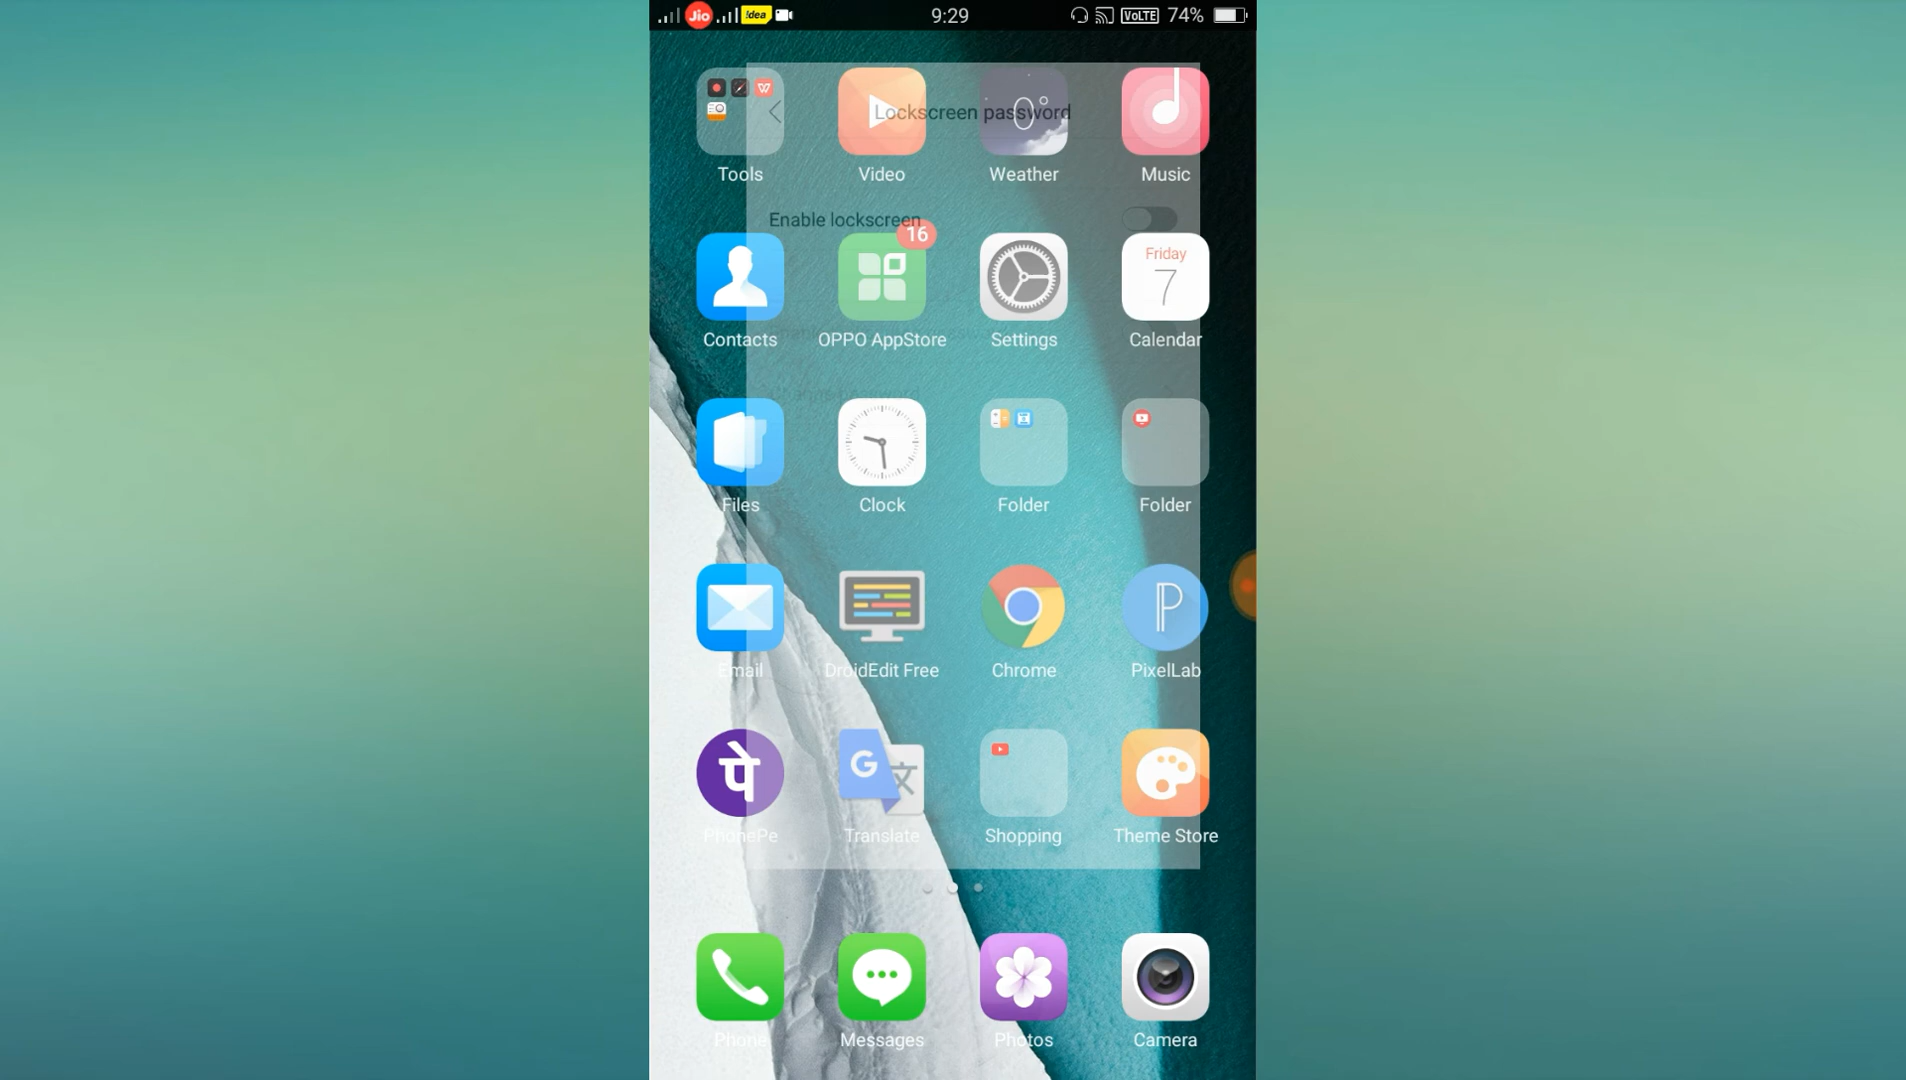 Jio !dea 9:29 VoLTE 74%
Lockscreen password
0°
Tools Video Weather Music
Enable lockscreen
16
Friday
7
Contacts OPPO AppStore Settings Calendar
Files Clock Folder Folder
P
Email DroidEdit Free Chrome PixelLab
पे
G
PhonePe Translate Shopping Theme Store
Phone Messages Photos Camera